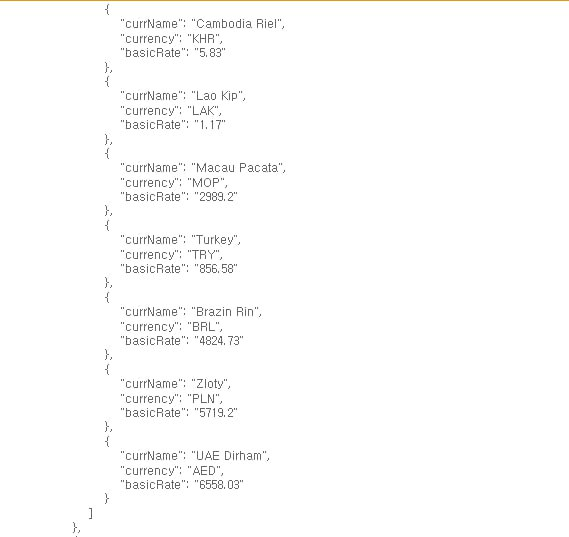 {
"currName": "Cambodia Riel",
"currency": "KHR",
"basicRate": "5.83"
},
{
"currName": "Lao Kip",
"currency": "LAK",
"basicRate": "1.17"
},
{
"currName": "Macau Pacata",
"currency": "MOP",
"basicRate": "2989.2"
},
{
"currName": "Turkey",
"currency": "TRY",
"basicRate": "856.58"
},
{
"currName": "Brazin Rin",
"currency": "BRL",
"basicRate": "4824.73"
},
{
"currName": "Zloty",
"currency": "PLN",
"basicRate": "5719.2"
},
{
"currName": "UAE Dirham",
"currency": "AED",
"basicRate": "6558.03"
}
]
},